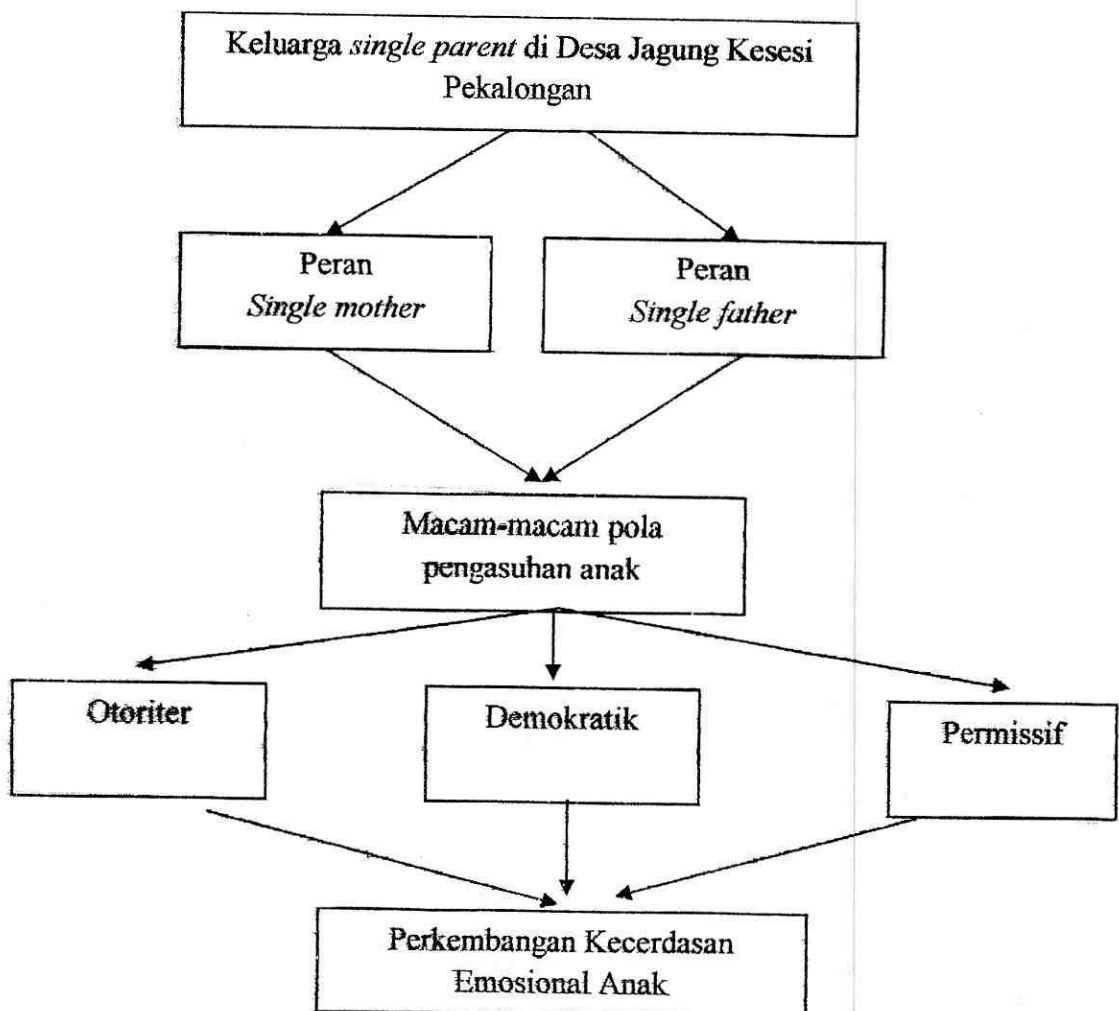 Keluarga single parent di Desa Jagung Kesesi
Pekalongan
Peran
Single mother
Peran
Single father
Macam-macam pola
pengasuhan anak
Otoriter
Demokratik
Permissif
Perkembangan Kecerdasan
Emosional Anak